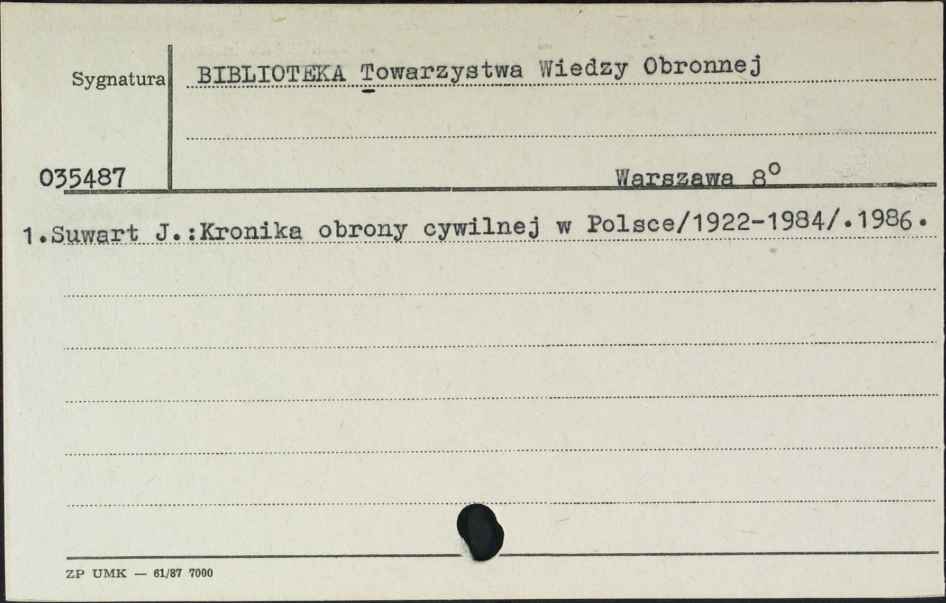 Sygnatura BIBLIOTEKA Towarzystwa Wiedzy Obronnej
035487 Warszawa 8°
1.Suwart J.:Kronika obrony cywilnej w Polsce/1922-1984/.1986.
ZP UMK — 61/87 7000